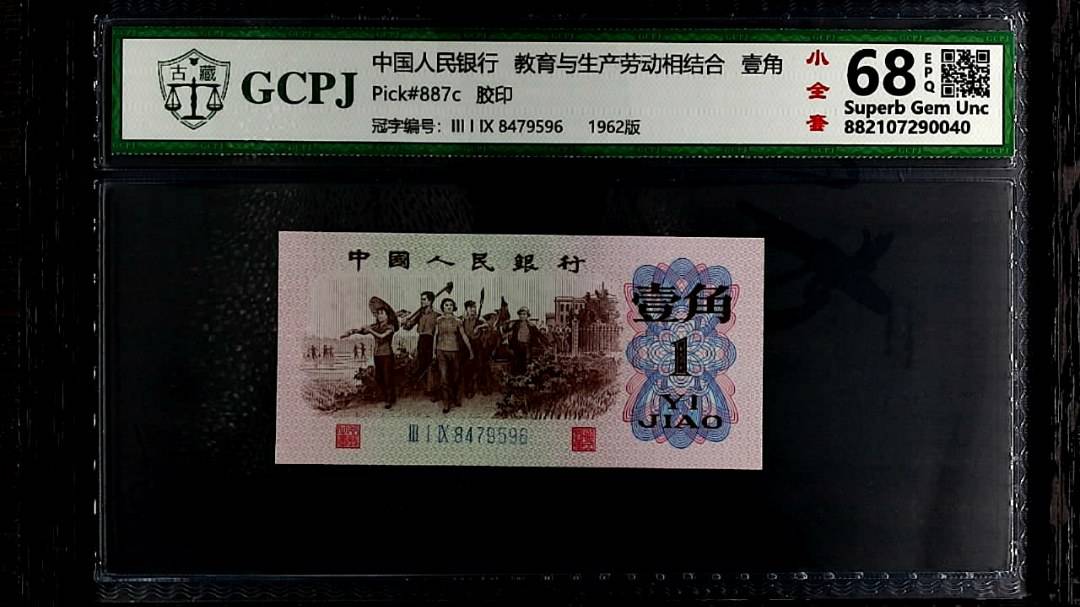 古藏
GCPJ
中国人民银行 教育与生产劳动相结合 壹角
Pick#887c 胶印
冠字编号: III I IX 8479596 1962版
小全套
68
EPQ
Superb Gem Unc
882107290040
中國人民銀行
壹角
1
YI
JIAO
III I IX 8479596